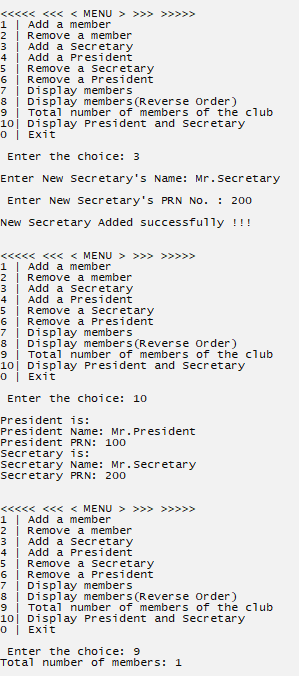 <<<<< <<< < MENU > >>> >>>>>
1 | Add a member
2 | Remove a member
3 | Add a Secretary
4 | Add a President
5 | Remove a Secretary
6 | Remove a President
7 | Display members
8 | Display members(Reverse Order)
9 | Total number of members of the club
10| Display President and Secretary
0 | Exit
Enter the choice: 3
Enter New Secretary's Name: Mr.Secretary
Enter New Secretary's PRN No. : 200
New Secretary Added successfully !!!
<<<<< <<< < MENU > >>> >>>>>
1 | Add a member
2 | Remove a member
3 | Add a Secretary
4 | Add a President
5 | Remove a Secretary
6 | Remove a President
7 | Display members
8 | Display members(Reverse Order)
9 | Total number of members of the club
10| Display President and Secretary
0 | Exit
Enter the choice: 10
President is:
President Name: Mr.President
President PRN: 100
Secretary is:
Secretary Name: Mr.Secretary
Secretary PRN: 200
<<<<< <<< < MENU > >>> >>>>>
1 | Add a member
2 | Remove a member
3 | Add a Secretary
4 | Add a President
5 | Remove a Secretary
6 | Remove a President
7 | Display members
8 | Display members(Reverse Order)
9 | Total number of members of the club
10| Display President and Secretary
0 | Exit
Enter the choice: 9
Total number of members: 1